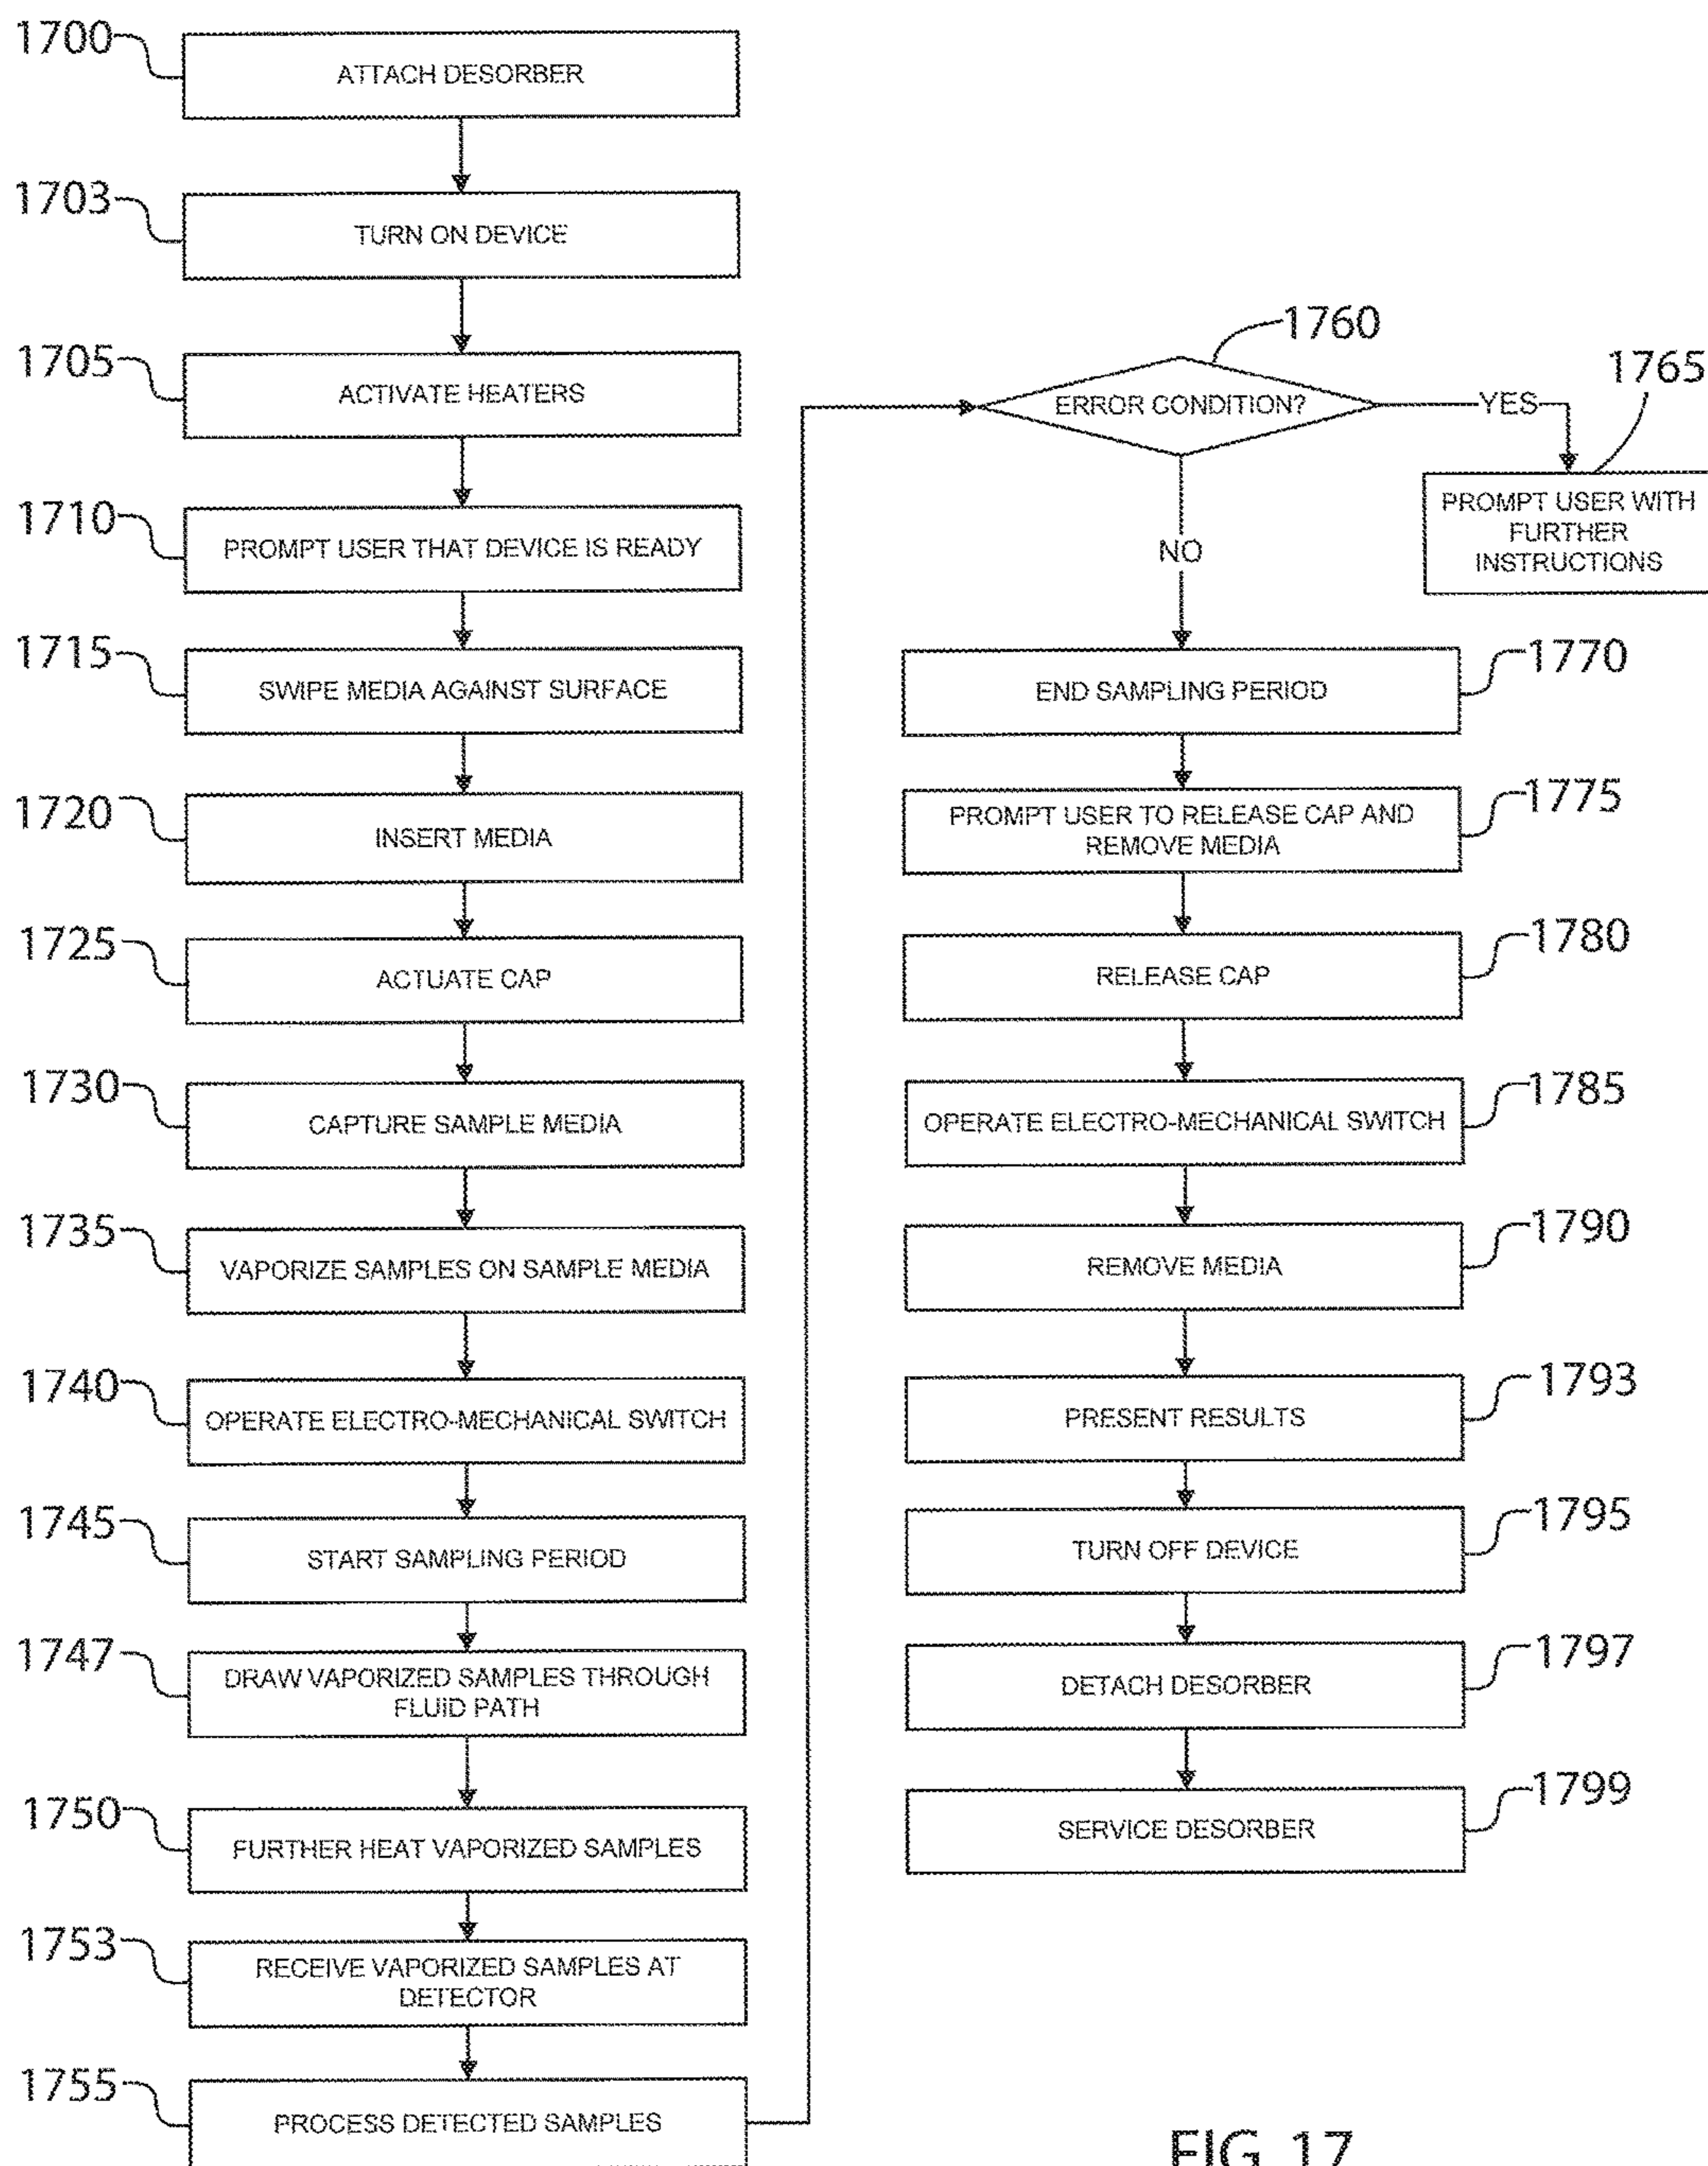 1700
ATTACH DESORBER
1703
TURN ON DEVICE
1705
ACTIVATE HEATERS
1710
PROMPT USER THAT DEVICE IS READY
1715
SWIPE MEDIA AGAINST SURFACE
1720
INSERT MEDIA
1725
ACTUATE CAP
1730
CAPTURE SAMPLE MEDIA
1735
VAPORIZE SAMPLES ON SAMPLE MEDIA
1740
OPERATE ELECTRO-MECHANICAL SWITCH
1745
START SAMPLING PERIOD
1747
DRAW VAPORIZED SAMPLES THROUGH
FLUID PATH
1750
FURTHER HEAT VAPORIZED SAMPLES
1753
RECEIVE VAPORIZED SAMPLES AT
DETECTOR
1755
PROCESS DETECTED SAMPLES
1760
ERROR CONDITION?
YES
1765
PROMPT USER WITH
FURTHER
INSTRUCTIONS
NO
1770
END SAMPLING PERIOD
1775
PROMPT USER TO RELEASE CAP AND
REMOVE MEDIA
1780
RELEASE CAP
1785
OPERATE ELECTRO-MECHANICAL SWITCH
1790
REMOVE MEDIA
1793
PRESENT RESULTS
1795
TURN OFF DEVICE
1797
DETACH DESORBER
1799
SERVICE DESORBER
FIG. 17